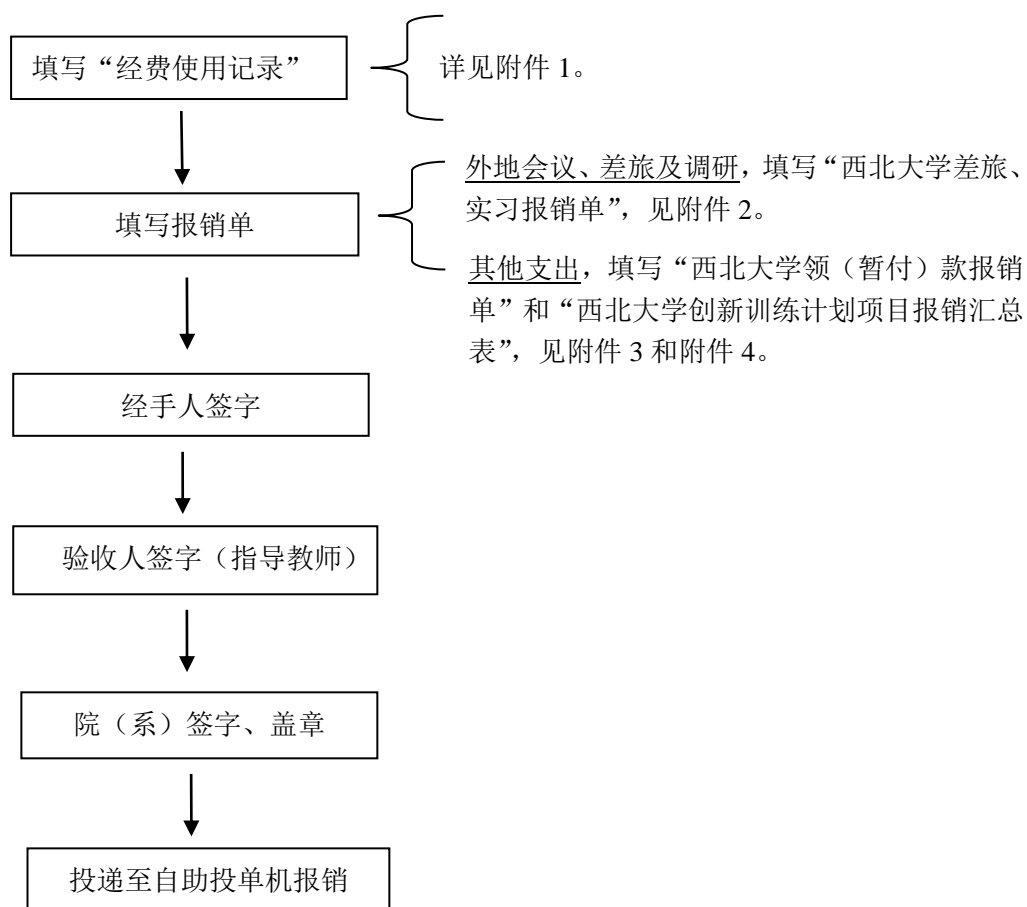 填写“经费使用记录”
详见附件 1。
填写报销单
外地会议、差旅及调研，填写“西北大学差旅、
实习报销单”，见附件 2。
其他支出，填写“西北大学领（暂付）款报销
单”和“西北大学创新训练计划项目报销汇总
表”，见附件 3 和附件 4。
经手人签字
验收人签字（指导教师）
院（系）签字、盖章
投递至自助投单机报销